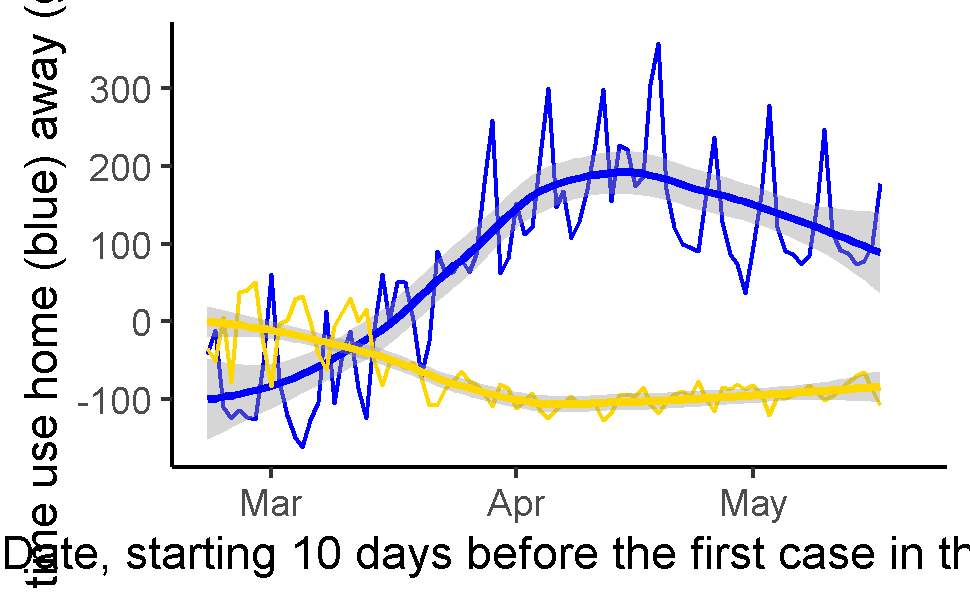 time use home (blue) away (
300
200
100
0
-100
Mar Apr May
Date, starting 10 days before the first case in th